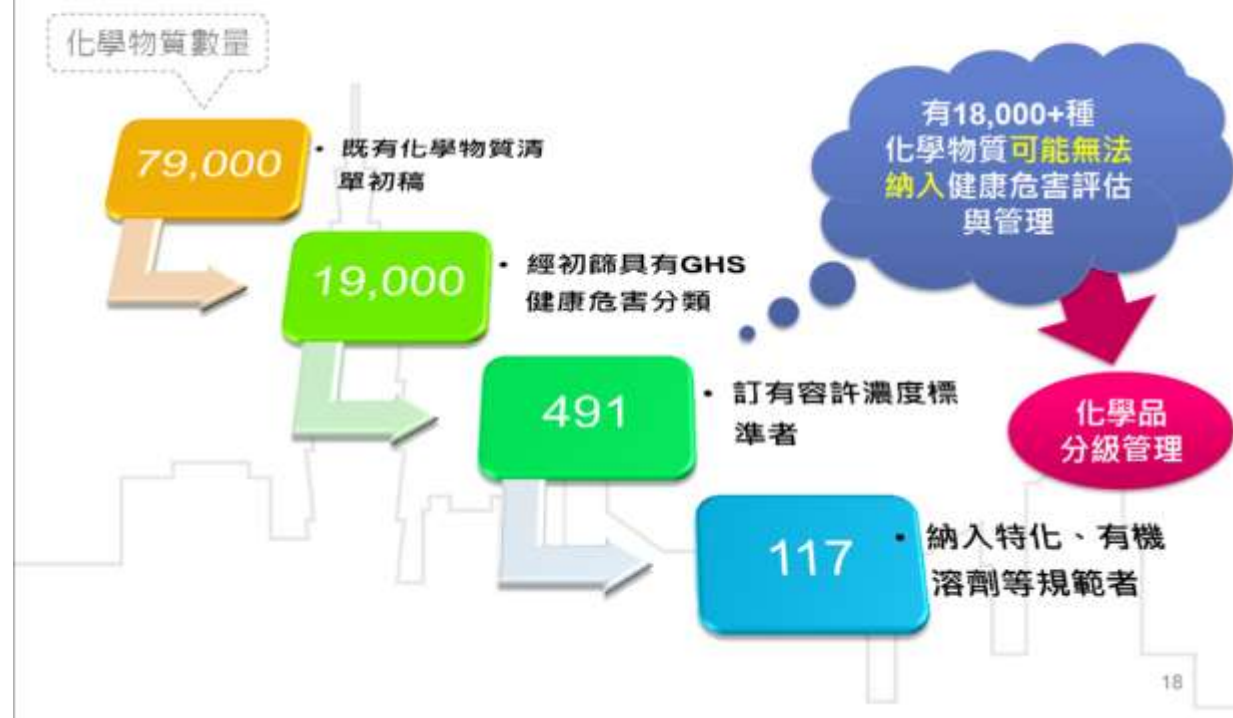 化學物質數量
79,000
• 既有化學物質清
單初稿
19,000
• 經初篩具有GHS
健康危害分類
491
• 訂有容許濃度標
準者
117
• 納入特化、有機
溶劑等規範者
有18,000+種
化學物質可能無法
納入健康危害評估
與管理
化學品
分級管理
18